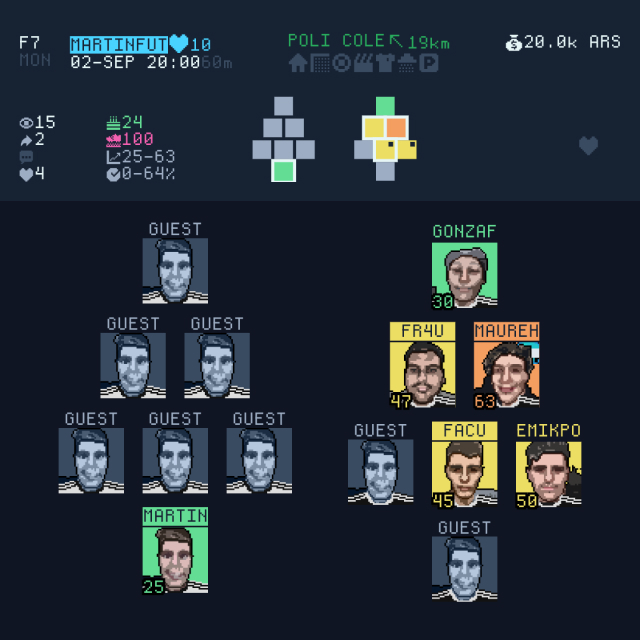 F7 MARTINFUT 10 POLI COLE 19km 20.0k ARS
MON 02-SEP 20:00 60m P
15 24
2 100
25-63
4 0-64%
GUEST GONZAF
30
GUEST GUEST FR4U MAUREH
47 63
GUEST GUEST GUEST GUEST FACU EMIKPO
45 50
MARTIN GUEST
25